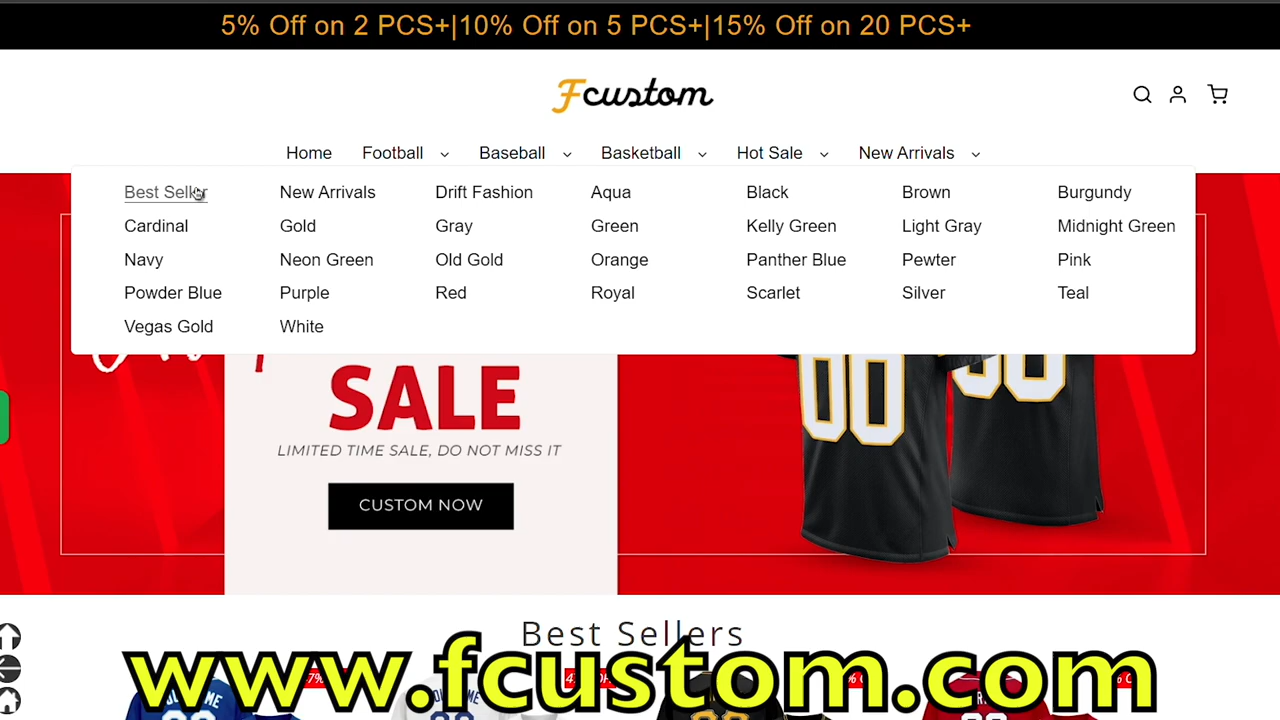 5% Off on 2 PCS+|10% Off on 5 PCS+|15% Off on 20 PCS+
Fcustom
Home Football Baseball Basketball Hot Sale New Arrivals
Best Seller New Arrivals Drift Fashion Aqua Black Brown Burgundy
Cardinal Gold Gray Green Kelly Green Light Gray Midnight Green
Navy Neon Green Old Gold Orange Panther Blue Pewter Pink
Powder Blue Purple Red Royal Scarlet Silver Teal
Vegas Gold White
SALE
LIMITED TIME SALE, DO NOT MISS IT
CUSTOM NOW
88
Best Sellers
www.fcustom.com